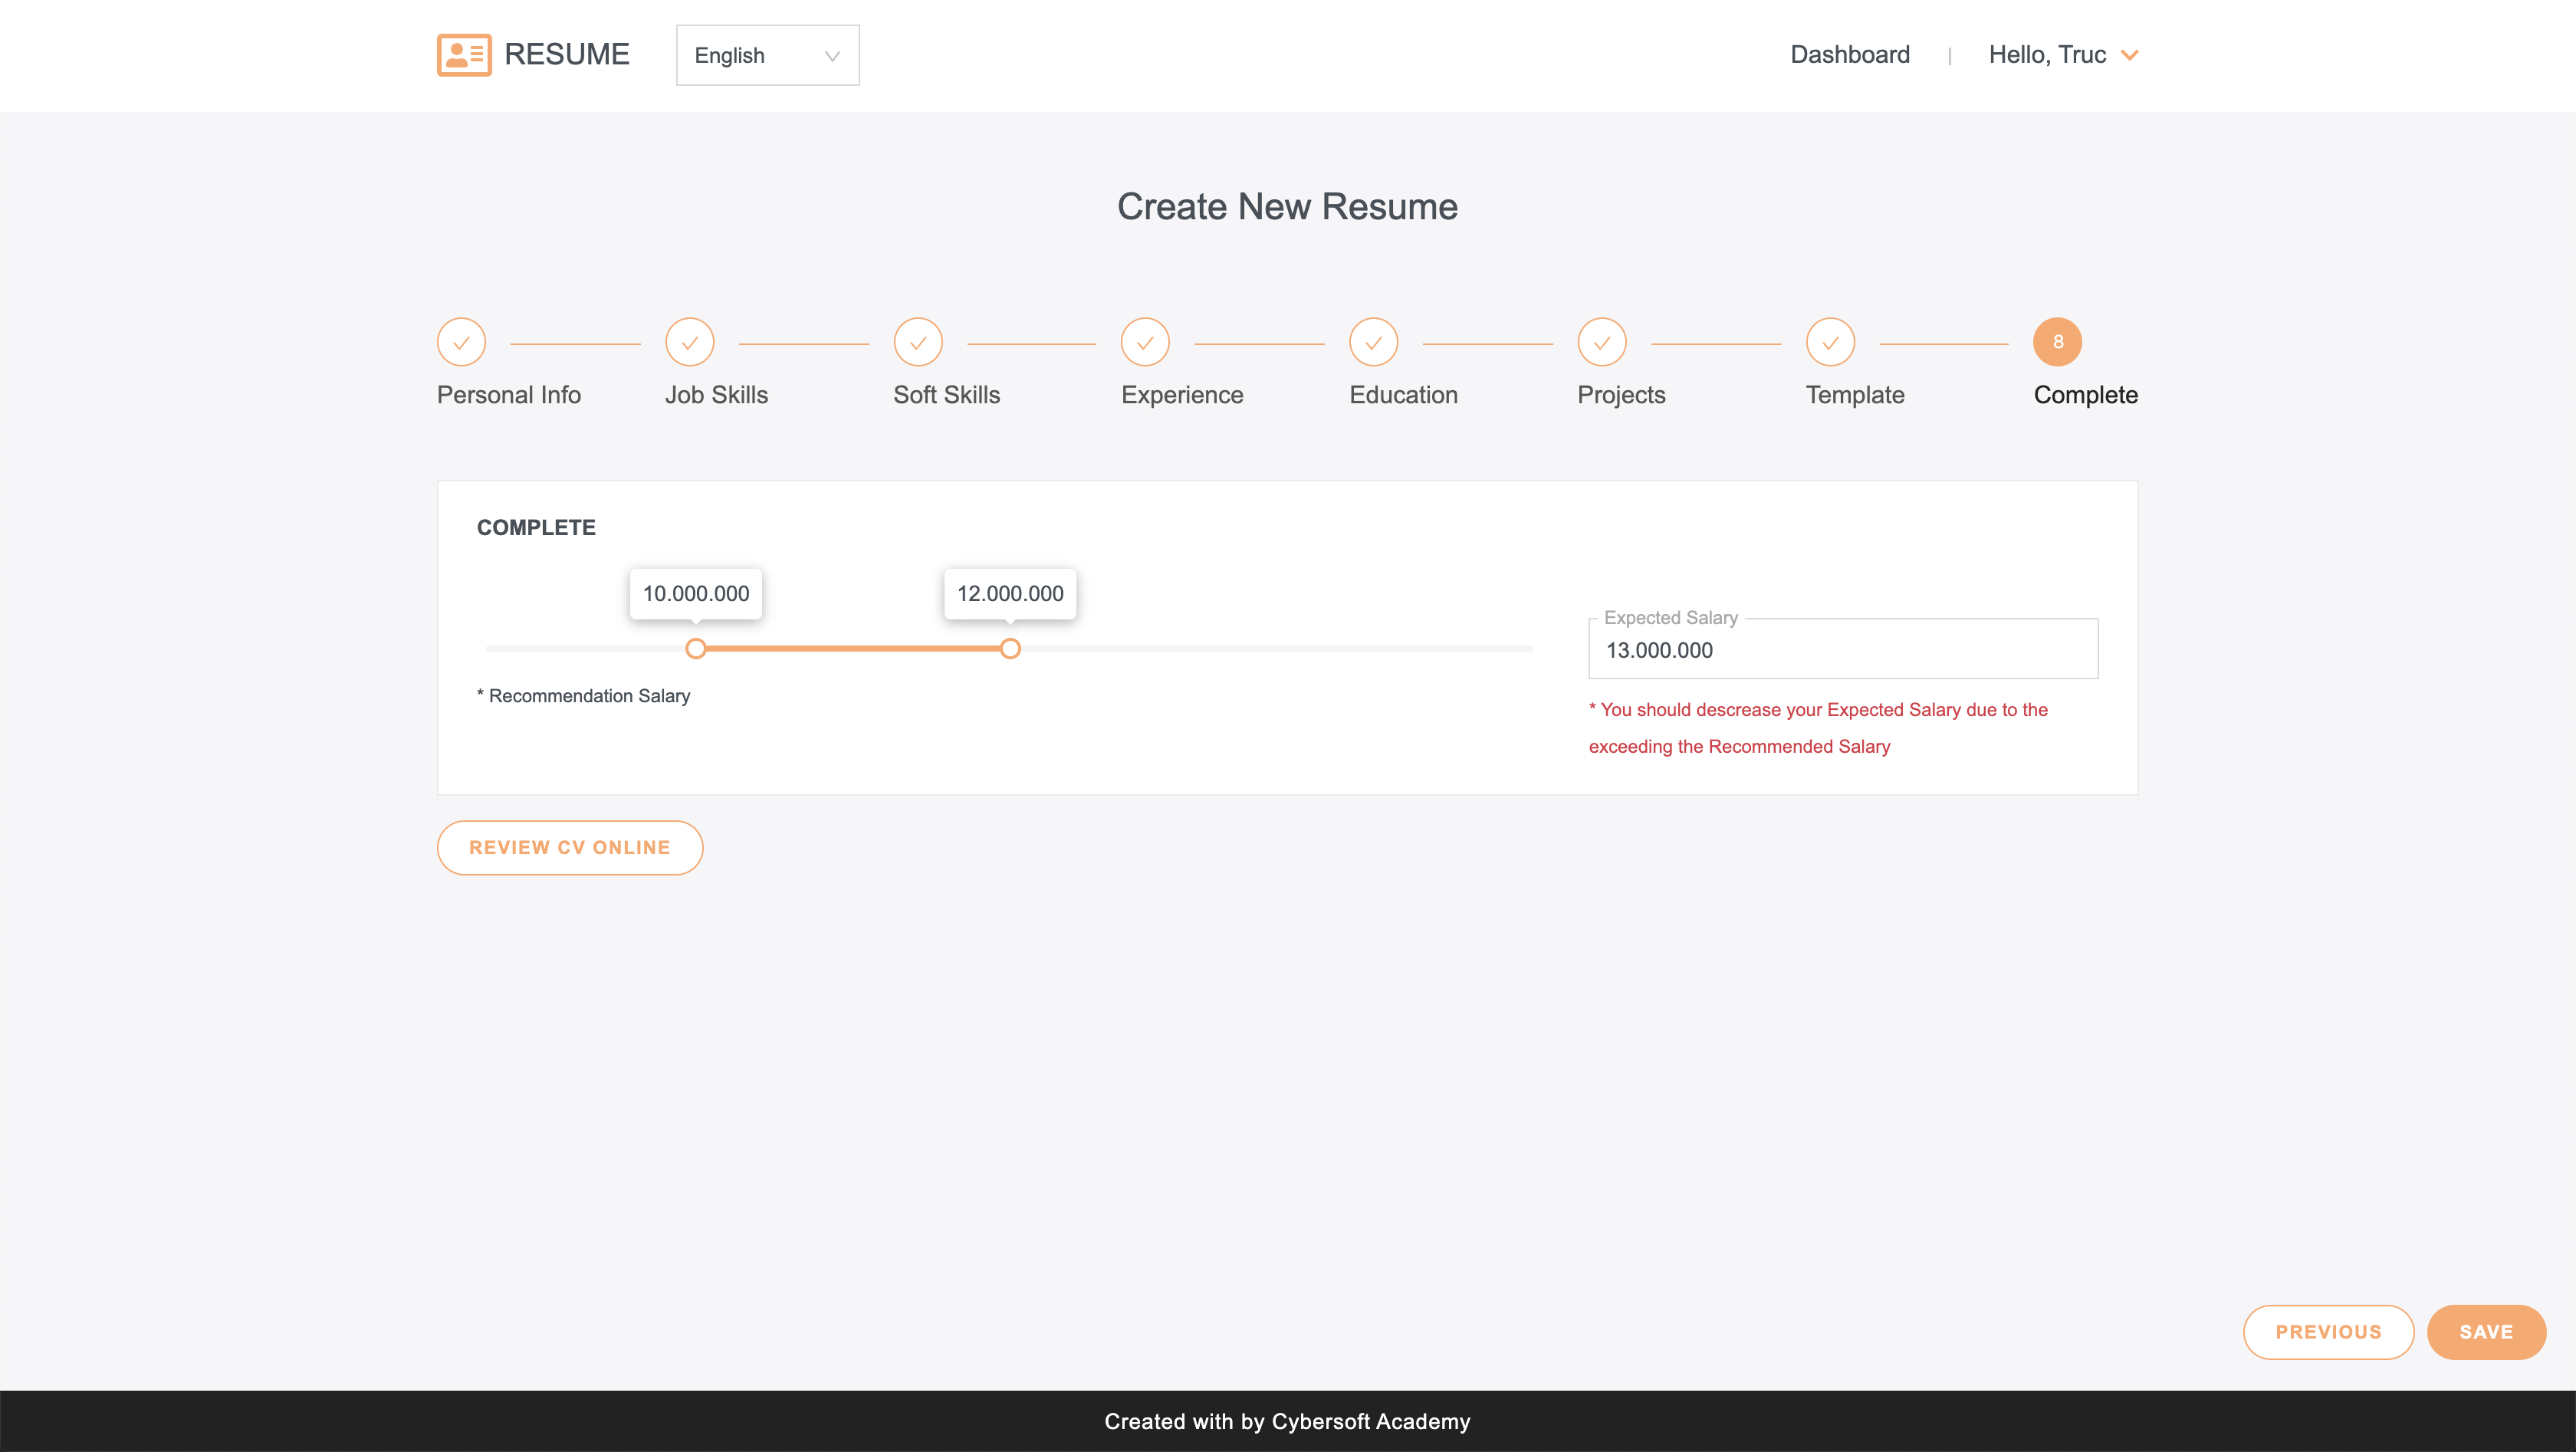 RESUME
English
Dashboard | Hello, Truc
Create New Resume
8
Personal Info Job Skills Soft Skills Experience Education Projects Template Complete
COMPLETE
10.000.000 12.000.000
* Recommendation Salary
Expected Salary
13.000.000
* You should descrease your Expected Salary due to the
exceeding the Recommended Salary
REVIEW CV ONLINE
PREVIOUS SAVE
Created with by Cybersoft Academy